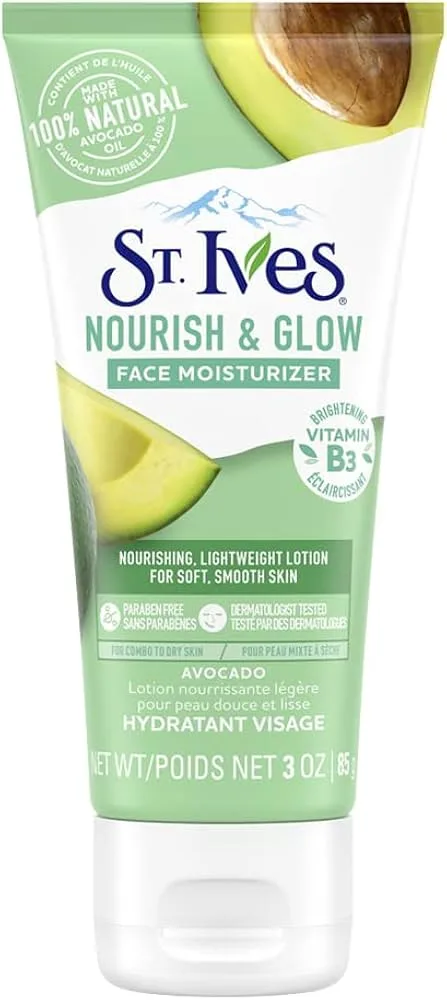 CONTIENT DE L'HUILE
MADE
WITH
100% NATURAL
AVOCADO
OIL
D'AVOCAT NATURELLE À 100 %
ST. IVES®
NOURISH & GLOW
FACE MOISTURIZER
BRIGHTENING
VITAMIN
B3
ÉCLAIRCISSANT
NOURISHING, LIGHTWEIGHT LOTION
FOR SOFT, SMOOTH SKIN
PARABEN FREE
SANS PARABÈNES
DERMATOLOGIST TESTED
TESTÉ PAR DES DERMATOLOGUES
FOR COMBO TO DRY SKIN / POUR PEAU MIXTE À SÈCHE
AVOCADO
Lotion nourrissante légère
pour peau douce et lisse
HYDRATANT VISAGE
NET WT/POIDS NET 3 OZ | 85 g